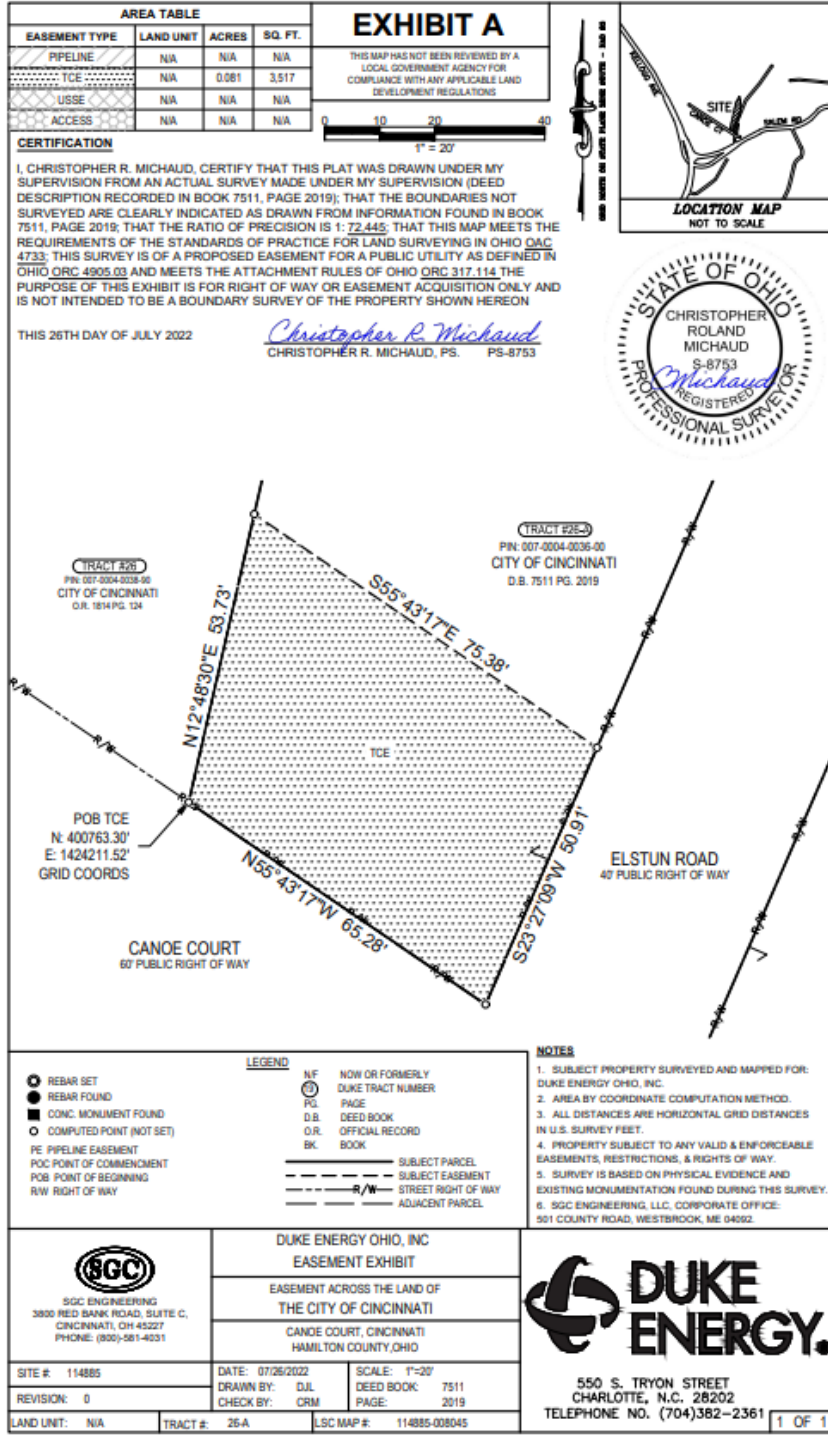 AREA TABLE
EASEMENT TYPE LAND UNIT ACRES SQ. FT.
PIPELINE N/A N/A N/A
TCE N/A 0.081 3,517
USSE N/A N/A N/A
ACCESS N/A N/A N/A
EXHIBIT A
THIS MAP HAS NOT BEEN REVIEWED BY A
LOCAL GOVERNMENT AGENCY FOR
COMPLIANCE WITH ANY APPLICABLE LAND
DEVELOPMENT REGULATIONS
0 10 20 40
1" = 20'
KELLOGG AVE
SITE
CANOE CT
SALEM RD
LOCATION MAP
NOT TO SCALE
CERTIFICATION
I, CHRISTOPHER R. MICHAUD, CERTIFY THAT THIS PLAT WAS DRAWN UNDER MY
SUPERVISION FROM AN ACTUAL SURVEY MADE UNDER MY SUPERVISION (DEED
DESCRIPTION RECORDED IN BOOK 7511, PAGE 2019); THAT THE BOUNDARIES NOT
SURVEYED ARE CLEARLY INDICATED AS DRAWN FROM INFORMATION FOUND IN BOOK
7511, PAGE 2019; THAT THE RATIO OF PRECISION IS 1: 72,445; THAT THIS MAP MEETS THE
REQUIREMENTS OF THE STANDARDS OF PRACTICE FOR LAND SURVEYING IN OHIO OAC
4733; THIS SURVEY IS OF A PROPOSED EASEMENT FOR A PUBLIC UTILITY AS DEFINED IN
OHIO ORC 4905.03 AND MEETS THE ATTACHMENT RULES OF OHIO ORC 317.114 THE
PURPOSE OF THIS EXHIBIT IS FOR RIGHT OF WAY OR EASEMENT ACQUISITION ONLY AND
IS NOT INTENDED TO BE A BOUNDARY SURVEY OF THE PROPERTY SHOWN HEREON
THIS 26TH DAY OF JULY 2022
Christopher R. Michaud
CHRISTOPHER R. MICHAUD, PS. PS-8753
STATE OF OHIO
CHRISTOPHER
ROLAND
MICHAUD
S-8753
Michaud
REGISTERED
PROFESSIONAL SURVEYOR
TRACT #26
PIN: 007-0004-0038-90
CITY OF CINCINNATI
O.R. 1814 PG. 124
TRACT #26-A
PIN: 007-0004-0036-00
CITY OF CINCINNATI
D.B. 7511 PG. 2019
N12°48'30"E 53.73'
S55°43'17"E 75.38'
R/W
R/W
R/W
R/W
R/W
TCE
POB TCE
N: 400763.30'
E: 1424211.52'
GRID COORDS
N55°43'17"W 65.28'
R/W
S23°27'09"W 50.91'
ELSTUN ROAD
40' PUBLIC RIGHT OF WAY
R/W
R/W
R/W
CANOE COURT
60' PUBLIC RIGHT OF WAY
LEGEND
REBAR SET
REBAR FOUND
CONC. MONUMENT FOUND
COMPUTED POINT (NOT SET)
PE PIPELINE EASEMENT
POC POINT OF COMMENCMENT
POB POINT OF BEGINNING
R/W RIGHT OF WAY
N/F NOW OR FORMERLY
DUKE TRACT NUMBER
PG. PAGE
D.B. DEED BOOK
O.R. OFFICIAL RECORD
BK. BOOK
SUBJECT PARCEL
SUBJECT EASEMENT
R/W STREET RIGHT OF WAY
ADJACENT PARCEL
NOTES
1. SUBJECT PROPERTY SURVEYED AND MAPPED FOR:
DUKE ENERGY OHIO, INC.
2. AREA BY COORDINATE COMPUTATION METHOD.
3. ALL DISTANCES ARE HORIZONTAL GRID DISTANCES
IN U.S. SURVEY FEET.
4. PROPERTY SUBJECT TO ANY VALID & ENFORCEABLE
EASEMENTS, RESTRICTIONS, & RIGHTS OF WAY.
5. SURVEY IS BASED ON PHYSICAL EVIDENCE AND
EXISTING MONUMENTATION FOUND DURING THIS SURVEY.
6. SGC ENGINEERING, LLC, CORPORATE OFFICE:
501 COUNTY ROAD, WESTBROOK, ME 04092.
SGC
SGC ENGINEERING
3800 RED BANK ROAD, SUITE C,
CINCINNATI, OH 45227
PHONE: (800)-581-4031
DUKE ENERGY OHIO, INC
EASEMENT EXHIBIT
EASEMENT ACROSS THE LAND OF
THE CITY OF CINCINNATI
CANOE COURT, CINCINNATI
HAMILTON COUNTY,OHIO
SITE #: 114885
REVISION: 0
LAND UNIT: N/A
TRACT #: 26-A
DATE: 07/26/2022
DRAWN BY: DJL
CHECK BY: CRM
SCALE: 1"=20'
DEED BOOK: 7511
PAGE: 2019
LSC MAP #: 114885-008045
DUKE
ENERGY.
550 S. TRYON STREET
CHARLOTTE, N.C. 28202
TELEPHONE NO. (704)382-2361
1 OF 1